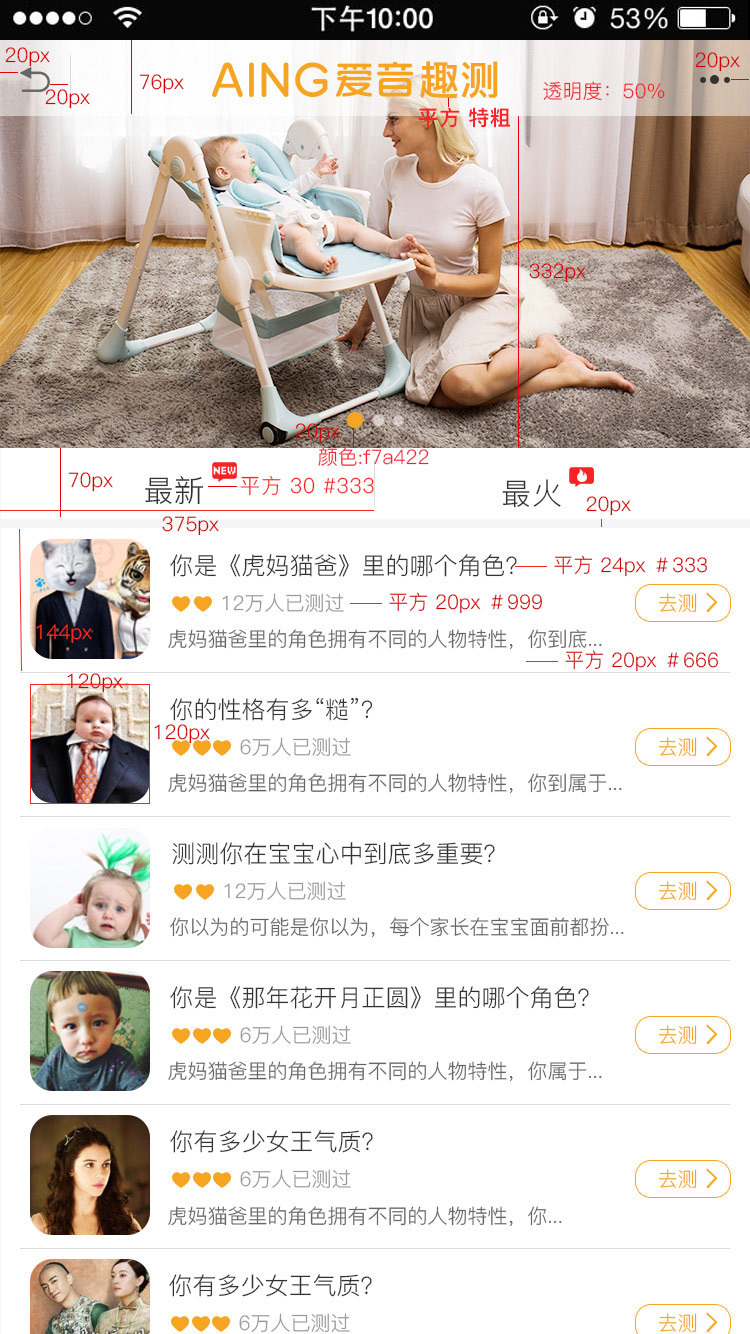 下午10:00
53%
20px
20px
76px
AING爱音趣测
透明度：50%
20px
平方 特粗
332px
20px
颜色:f7a422
70px
最新
NEW
平方 30 #333
最火
20px
375px
你是《虎妈猫爸》里的哪个角色?
平方 24px #333
12万人已测过
平方 20px #999
去测
144px
虎妈猫爸里的角色拥有不同的人物特性，你到底...
平方 20px #666
120px
你的性格有多“糙”?
120px
6万人已测过
去测
虎妈猫爸里的角色拥有不同的人物特性，你到属于...
测测你在宝宝心中到底多重要?
12万人已测过
去测
你以为的可能是你以为，每个家长在宝宝面前都扮...
你是《那年花开月正圆》里的哪个角色?
6万人已测过
去测
虎妈猫爸里的角色拥有不同的人物特性，你属于...
你有多少女王气质?
6万人已测过
去测
虎妈猫爸里的角色拥有不同的人物特性，你...
你有多少女王气质?
6万人已测过
去测